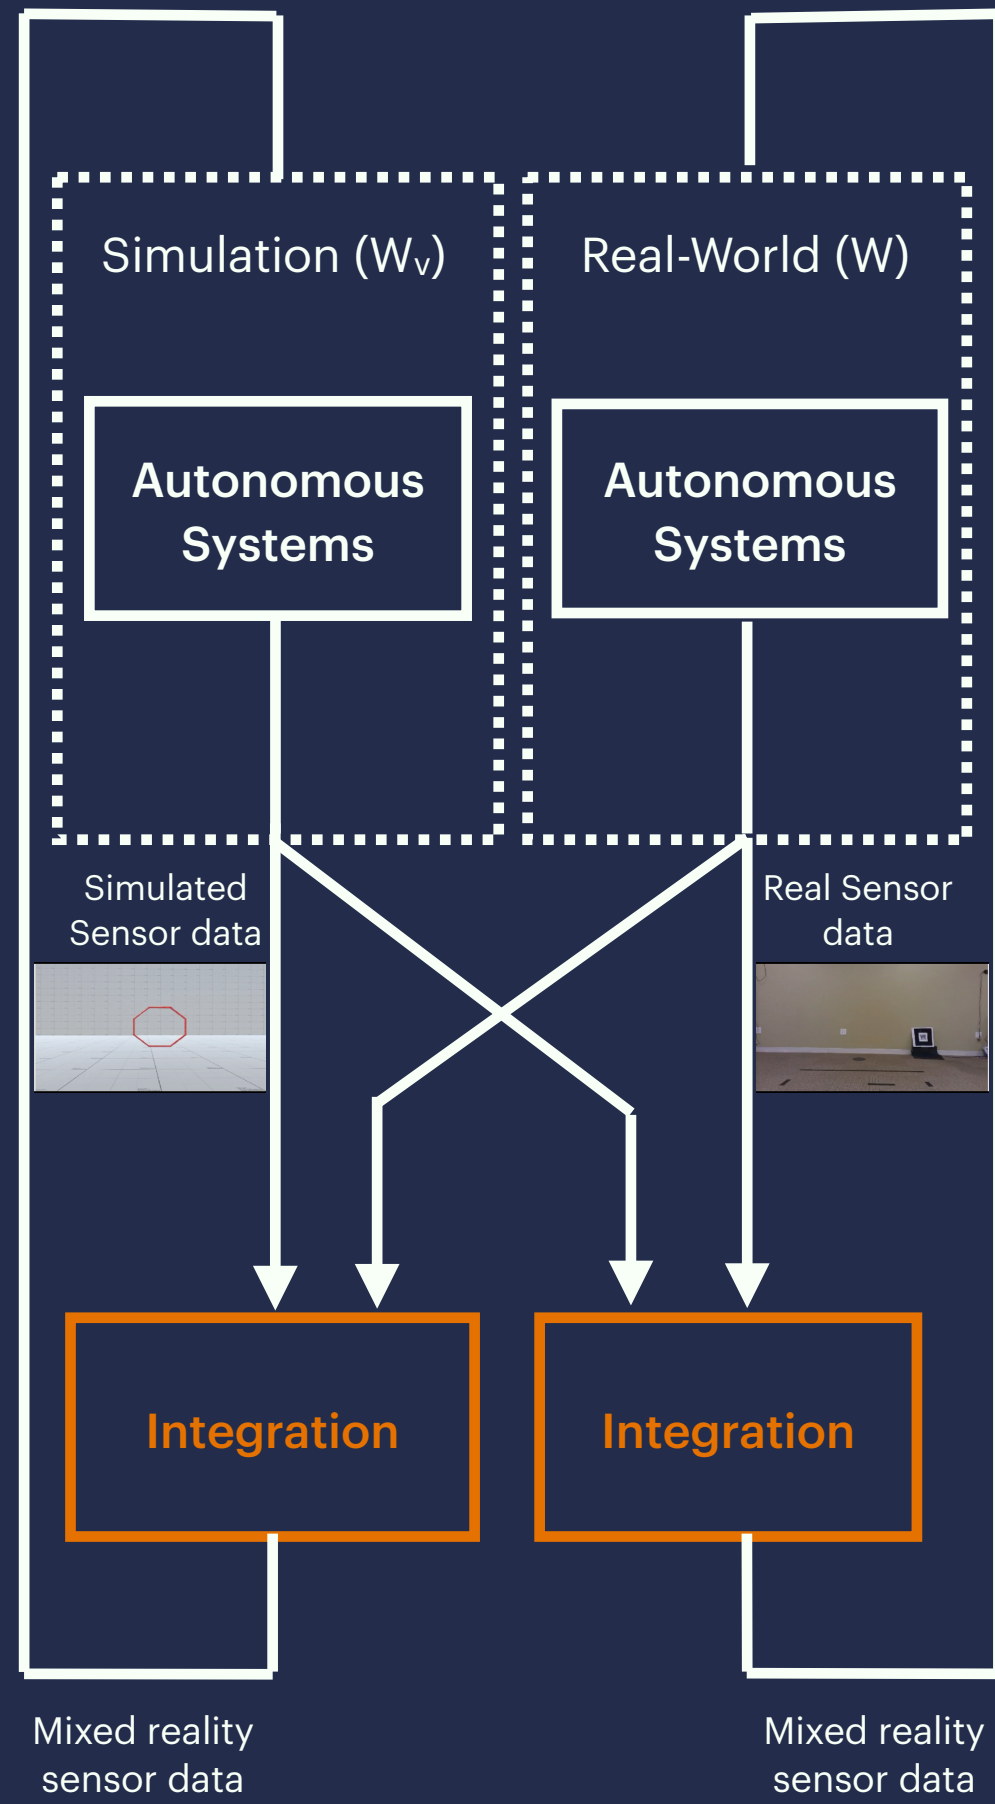 Simulation (Wᵥ)
Real-World (W)
Autonomous
Systems
Autonomous
Systems
Simulated
Sensor data
Real Sensor
data
Integration
Integration
Mixed reality
sensor data
Mixed reality
sensor data